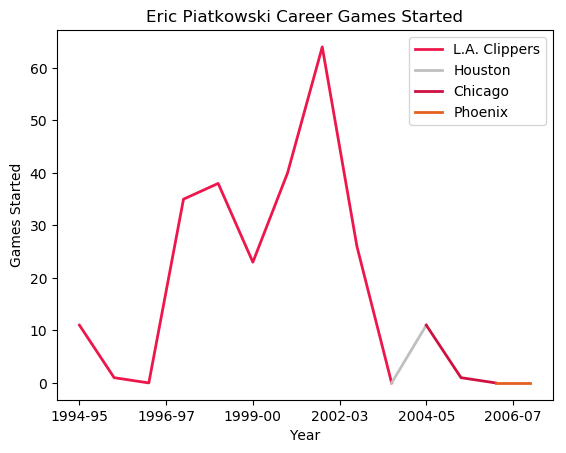 Eric Piatkowski Career Games Started
L.A. Clippers
Houston
Chicago
Phoenix
Games Started
60
50
40
30
20
10
0
1994-95
1996-97
1999-00
2002-03
2004-05
2006-07
Year